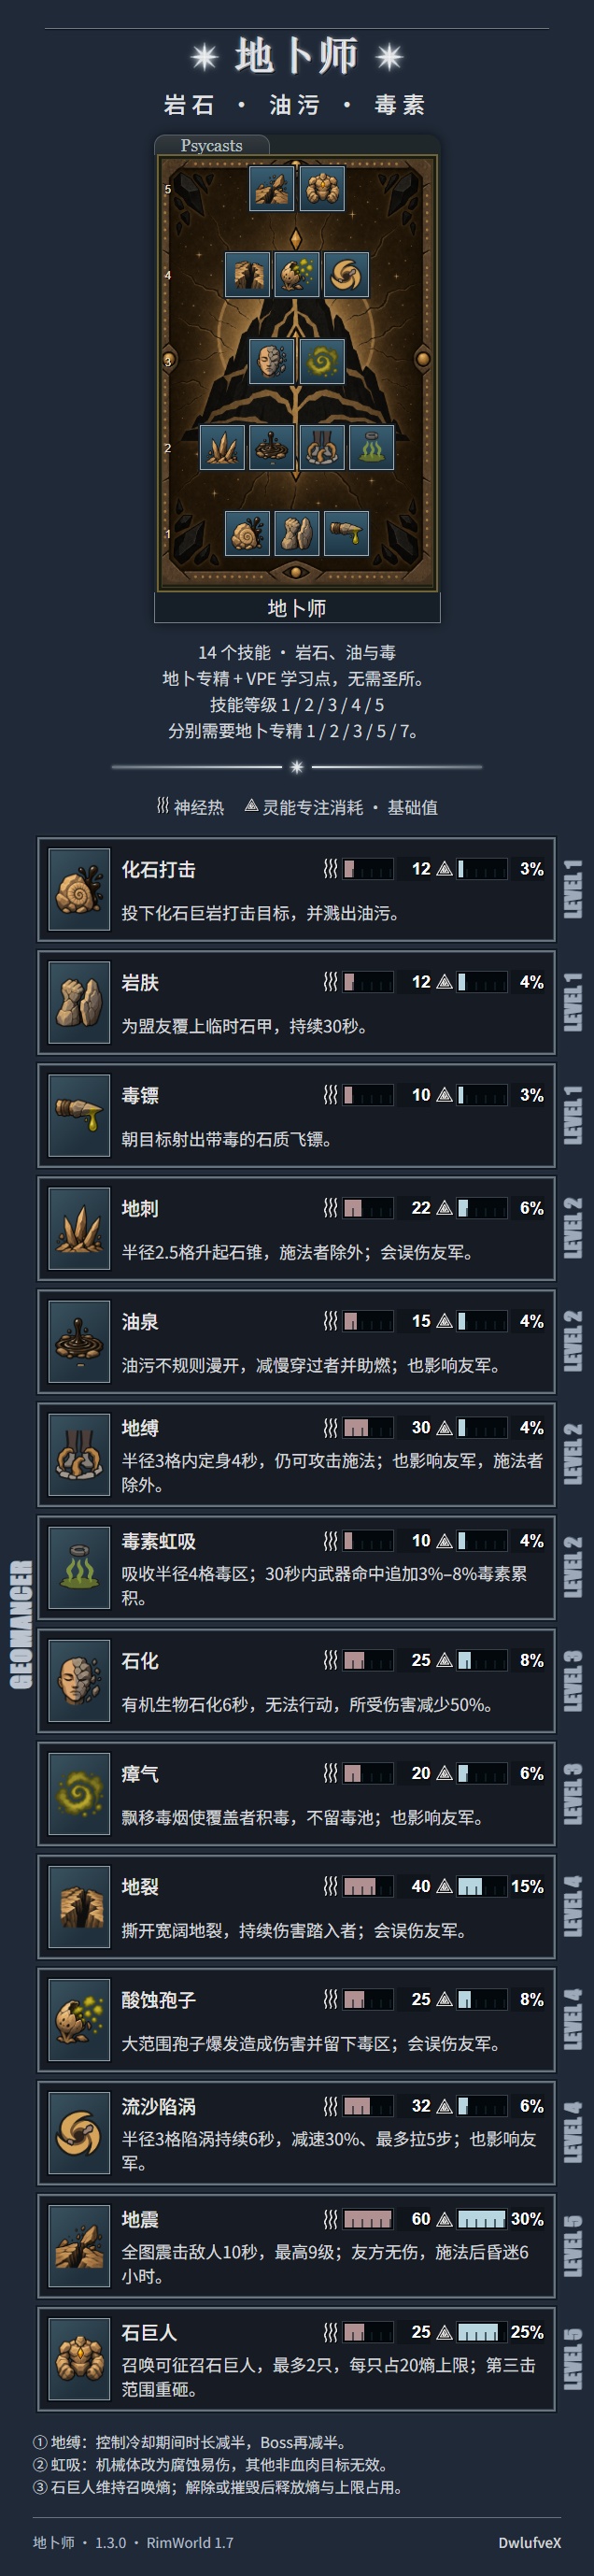 地卜师
岩石 · 油污 · 毒素
Psycasts
5
4
3
2
1
地卜师
14 个技能 · 岩石、油与毒
地卜专精 + VPE 学习点，无需圣所。
技能等级 1 / 2 / 3 / 4 / 5
分别需要地卜专精 1 / 2 / 3 / 5 / 7。
神经热 灵能专注消耗 · 基础值
化石打击 12 3%
投下化石巨岩打击目标，并溅出油污。
LEVEL 1
岩肤 12 4%
为盟友覆上临时石甲，持续30秒。
LEVEL 1
毒镖 10 3%
朝目标射出带毒的石质飞镖。
LEVEL 1
地刺 22 6%
半径2.5格升起石锥，施法者除外；会误伤友军。
LEVEL 2
油泉 15 4%
油污不规则漫开，减慢穿过者并助燃；也影响友军。
LEVEL 2
地缚 30 4%
半径3格内定身4秒，仍可攻击施法；也影响友军，施法者
除外。
LEVEL 2
毒素虹吸 10 4%
吸收半径4格毒区；30秒内武器命中追加3%–8%毒素累
积。
LEVEL 2
GEOMANCER
石化 25 8%
有机生物石化6秒，无法行动，所受伤害减少50%。
LEVEL 3
瘴气 20 6%
飘移毒烟使覆盖者积毒，不留毒池；也影响友军。
LEVEL 3
地裂 40 15%
撕开宽阔地裂，持续伤害踏入者；会误伤友军。
LEVEL 4
酸蚀孢子 25 8%
大范围孢子爆发造成伤害并留下毒区；会误伤友军。
LEVEL 4
流沙陷涡 32 6%
半径3格陷涡持续6秒，减速30%、最多拉5步；也影响友
军。
LEVEL 4
地震 60 30%
全图震击敌人10秒，最高9级；友方无伤，施法后昏迷6
小时。
LEVEL 5
石巨人 25 25%
召唤可征召石巨人，最多2只，每只占20熵上限；第三击
范围重砸。
LEVEL 5
① 地缚：控制冷却期间时长减半，Boss再减半。
② 虹吸：机械体改为腐蚀易伤，其他非血肉目标无效。
③ 石巨人维持召唤熵；解除或摧毁后释放熵与上限占用。
地卜师 · 1.3.0 · RimWorld 1.7
DwlufveX